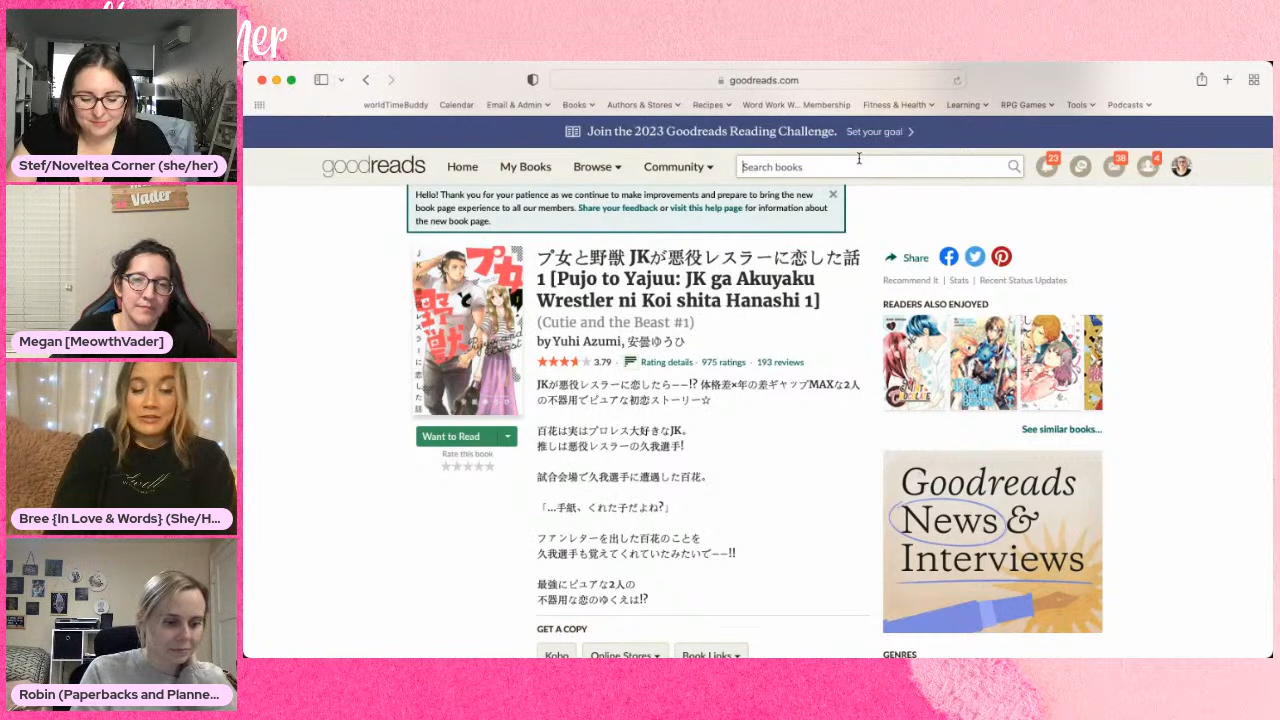 Mer
Stef/Noveltea Corner (she/her)
Vader
Megan [MeowthVader]
Bree {In Love & Words} (She/H...
Robin (Paperbacks and Planne...
goodreads.com
worldTimeBuddy Calendar Email & Admin Books Authors & Stores Recipes Word Work W... Membership Fitness & Health Learning RPG Games Tools Podcasts
Join the 2023 Goodreads Reading Challenge. Set your goal
goodreads Home My Books Browse Community Search books 23 38 4
Hello! Thank you for your patience as we continue to make improvements and prepare to bring the new
book page experience to all our members. Share your feedback or visit this help page for information about
the new book page.
プ女と野獣 JKが悪役レスラーに恋した話
1 [Pujo to Yajuu: JK ga Akuyaku
Wrestler ni Koi shita Hanashi 1]
(Cutie and the Beast #1)
by Yuhi Azumi, 安曇ゆうひ
3.79 · Rating details · 975 ratings · 193 reviews
JKが悪役レスラーに恋したら——!? 体格差×年の差ギャップMAXな2人
の不器用でピュアな初恋ストーリー☆
百花は実はプロレス大好きなJK。
推しは悪役レスラーの久我選手!
試合会場で久我選手に遭遇した百花。
「…手紙、くれた子だよね?」
ファンレターを出した百花のことを
久我選手も覚えてくれていたみたいで——!!
最強にピュアな2人の
不器用な恋のゆくえは!?
GET A COPY
Kobo Online Stores Book Links
プ女と
野獣
Want to Read
Rate this book
Share
Recommend It | Stats | Recent Status Updates
READERS ALSO ENJOYED
See similar books...
Goodreads
News &
Interviews
GENRES